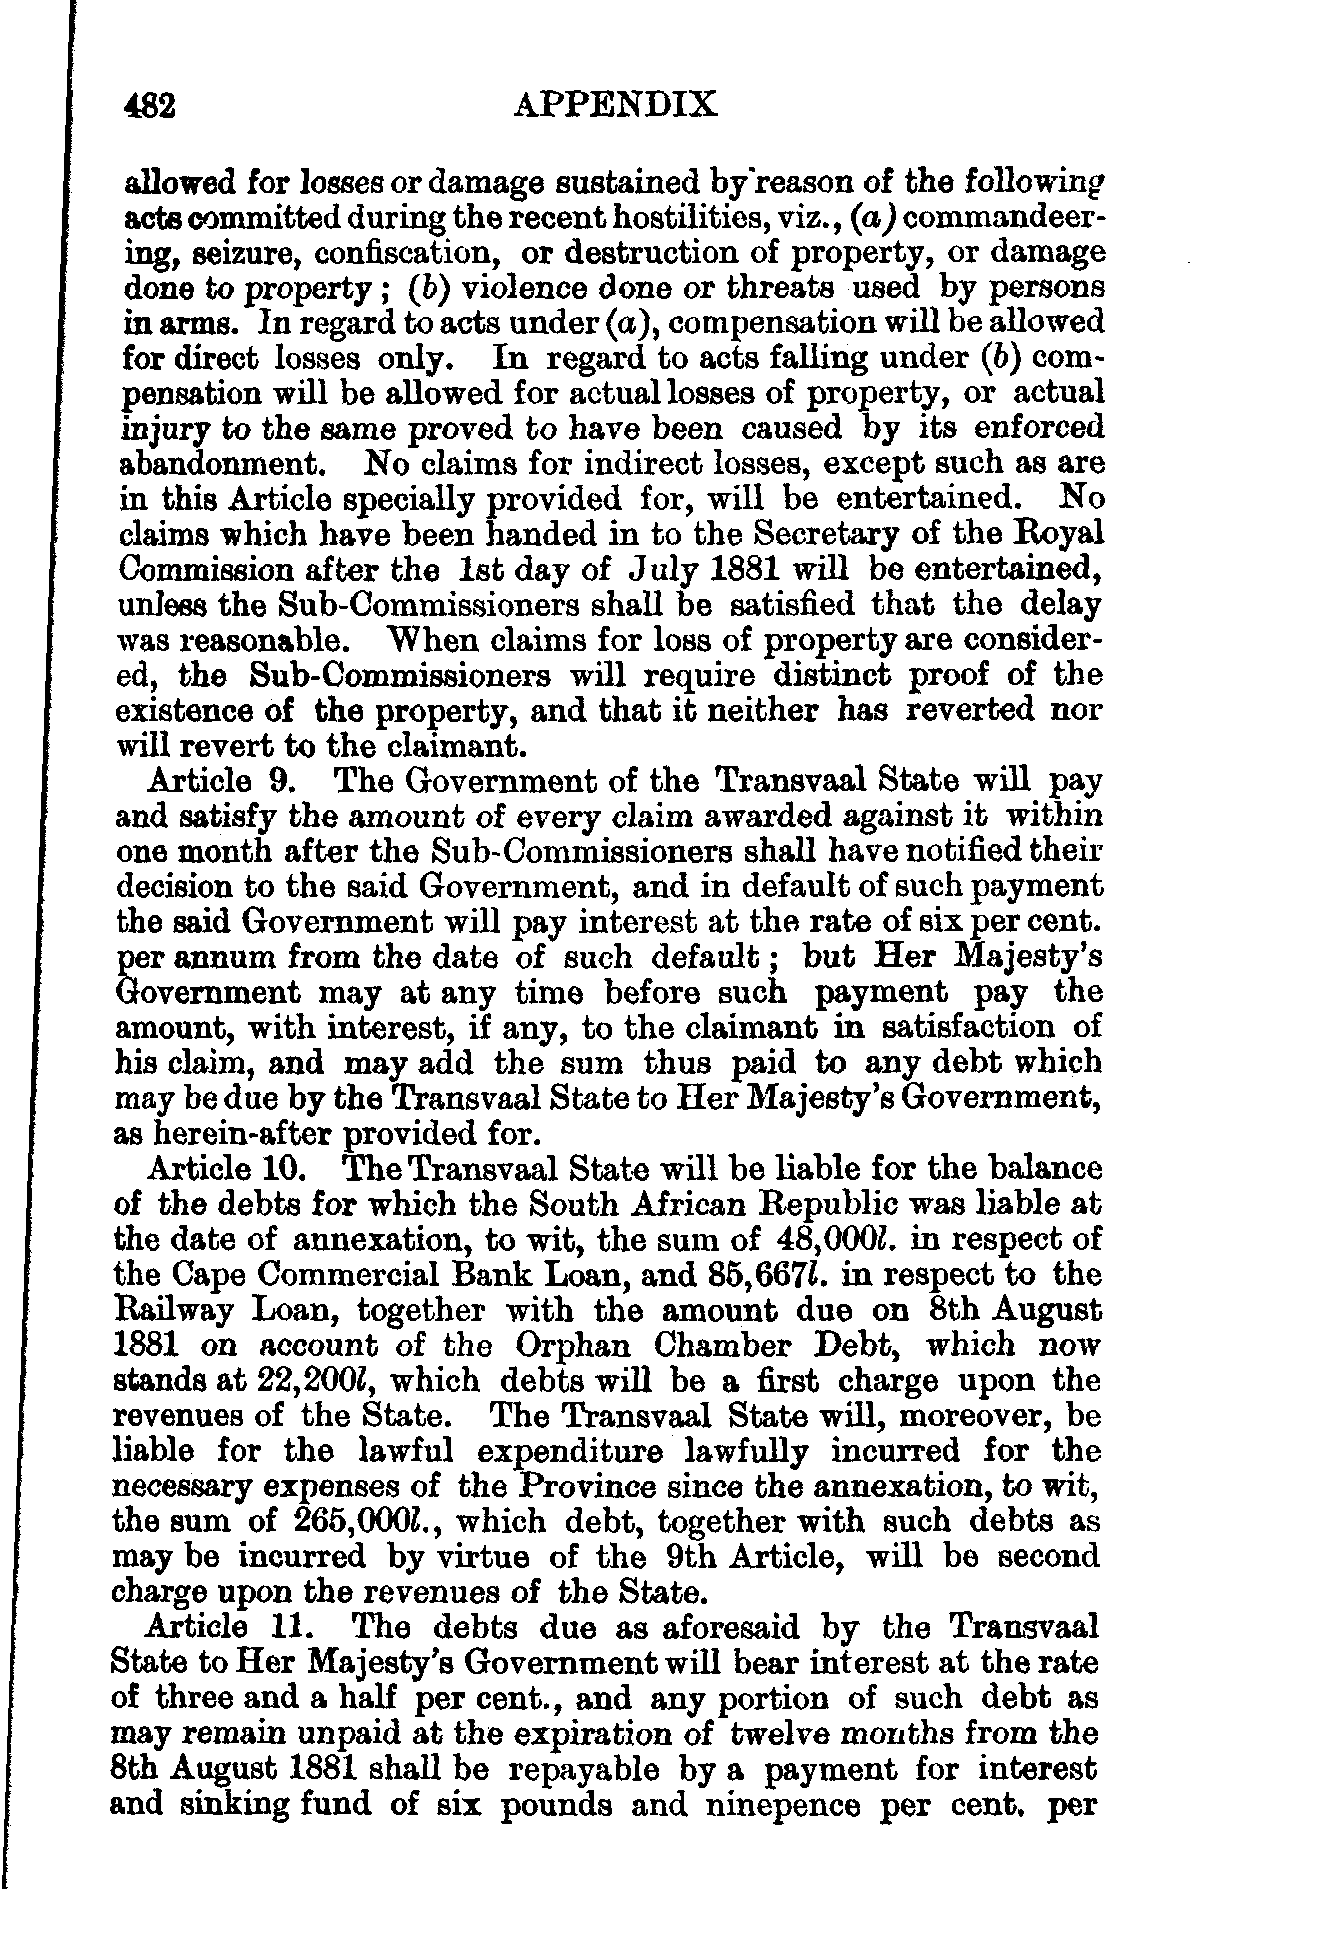 482 APPENDIX
allowed for losses or damage sustained by reason of the following
acts committed during the recent hostilities, viz., (a) commandeer-
ing, seizure, confiscation, or destruction of property, or damage
done to property ; (b) violence done or threats used by persons
in arms. In regard to acts under (a), compensation will be allowed
for direct losses only. In regard to acts falling under (b) com-
pensation will be allowed for actual losses of property, or actual
injury to the same proved to have been caused by its enforced
abandonment. No claims for indirect losses, except such as are
in this Article specially provided for, will be entertained. No
claims which have been handed in to the Secretary of the Royal
Commission after the 1st day of July 1881 will be entertained,
unless the Sub-Commissioners shall be satisfied that the delay
was reasonable. When claims for loss of property are consider-
ed, the Sub-Commissioners will require distinct proof of the
existence of the property, and that it neither has reverted nor
will revert to the claimant.
Article 9. The Government of the Transvaal State will pay
and satisfy the amount of every claim awarded against it within
one month after the Sub-Commissioners shall have notified their
decision to the said Government, and in default of such payment
the said Government will pay interest at the rate of six per cent.
per annum from the date of such default ; but Her Majesty's
Government may at any time before such payment pay the
amount, with interest, if any, to the claimant in satisfaction of
his claim, and may add the sum thus paid to any debt which
may be due by the Transvaal State to Her Majesty's Government,
as herein-after provided for.
Article 10. The Transvaal State will be liable for the balance
of the debts for which the South African Republic was liable at
the date of annexation, to wit, the sum of 48,000l. in respect of
the Cape Commercial Bank Loan, and 85,667l. in respect to the
Railway Loan, together with the amount due on 8th August
1881 on account of the Orphan Chamber Debt, which now
stands at 22,200l, which debts will be a first charge upon the
revenues of the State. The Transvaal State will, moreover, be
liable for the lawful expenditure lawfully incurred for the
necessary expenses of the Province since the annexation, to wit,
the sum of 265,000l., which debt, together with such debts as
may be incurred by virtue of the 9th Article, will be second
charge upon the revenues of the State.
Article 11. The debts due as aforesaid by the Transvaal
State to Her Majesty's Government will bear interest at the rate
of three and a half per cent., and any portion of such debt as
may remain unpaid at the expiration of twelve months from the
8th August 1881 shall be repayable by a payment for interest
and sinking fund of six pounds and ninepence per cent. per